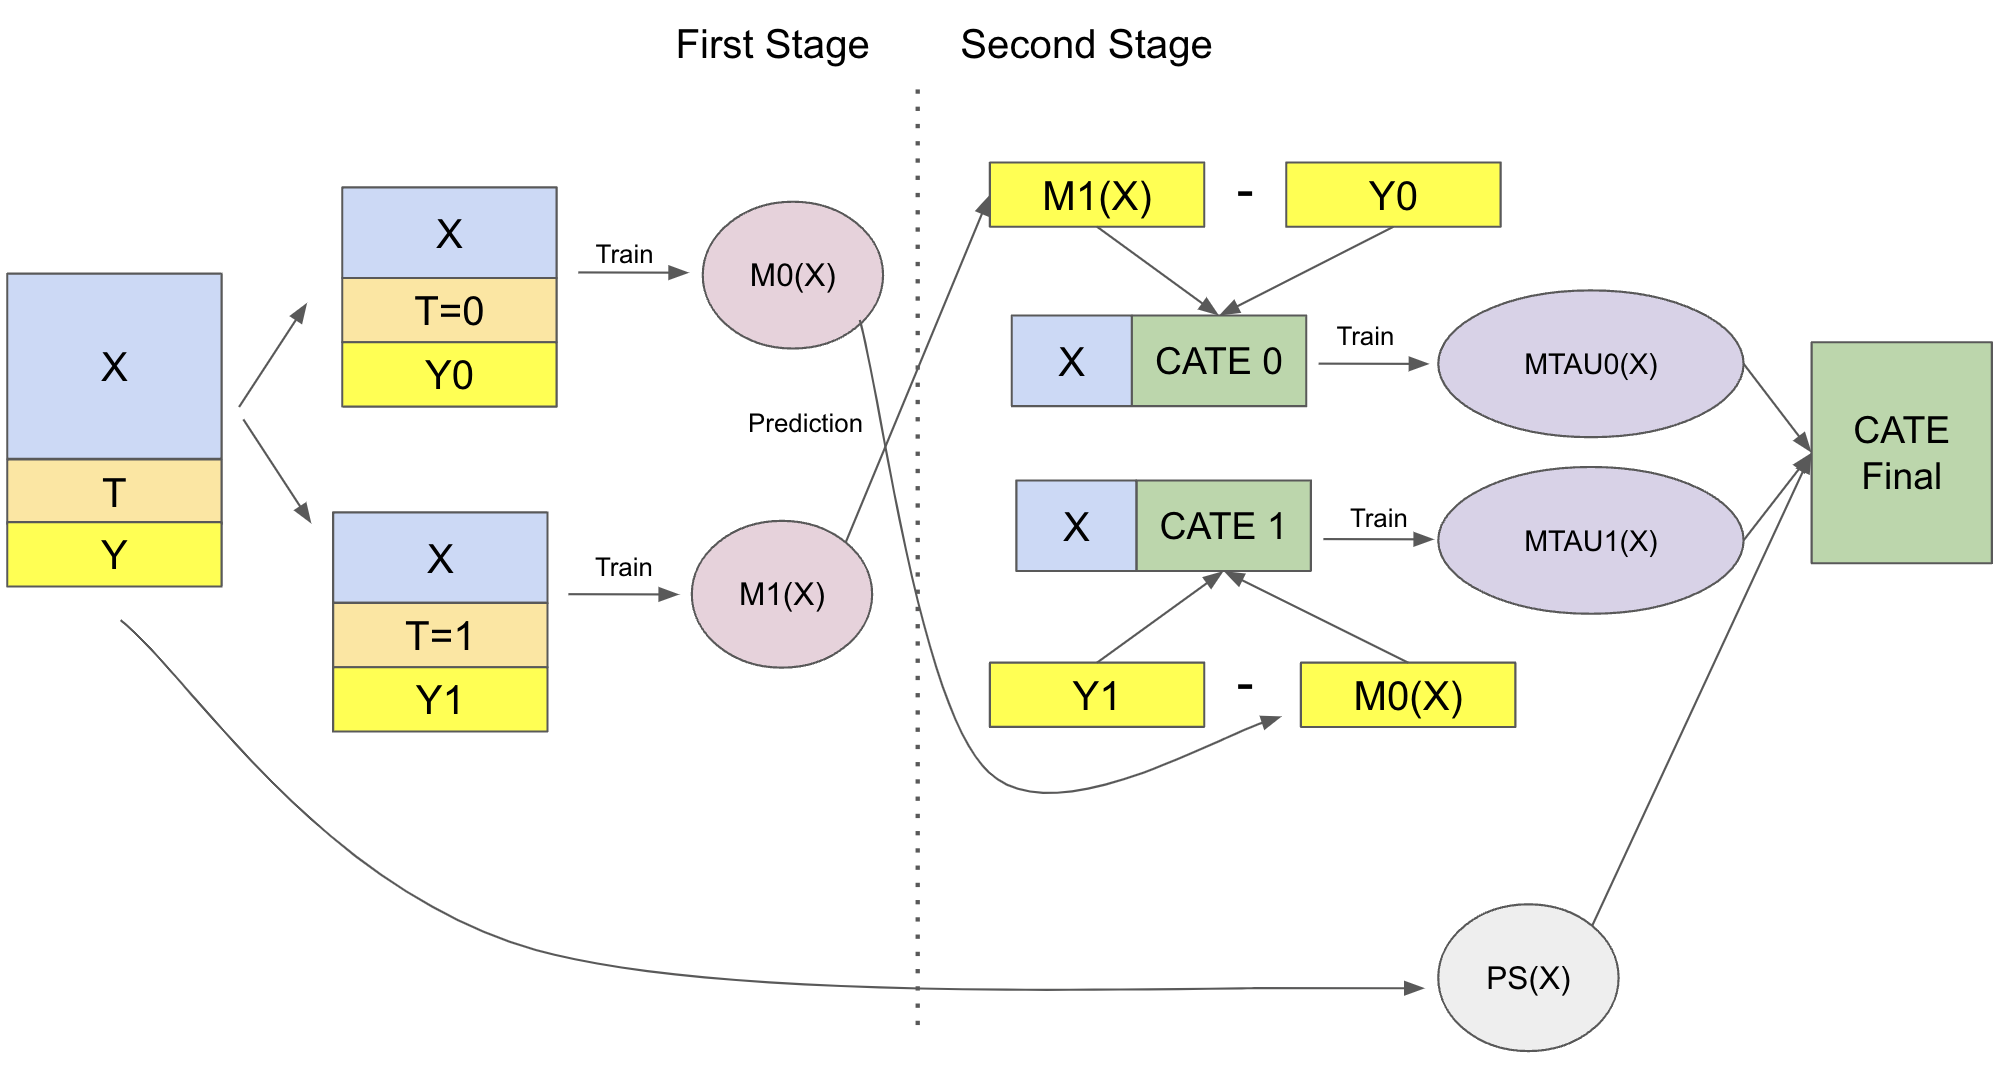 First Stage
Second Stage
X
T
Y
X
T=0
Y0
Train
M0(X)
X
T=1
Y1
Train
M1(X)
Prediction
M1(X) - Y0
X CATE 0
Train
MTAU0(X)
X CATE 1
Train
MTAU1(X)
Y1 - M0(X)
CATE
Final
PS(X)